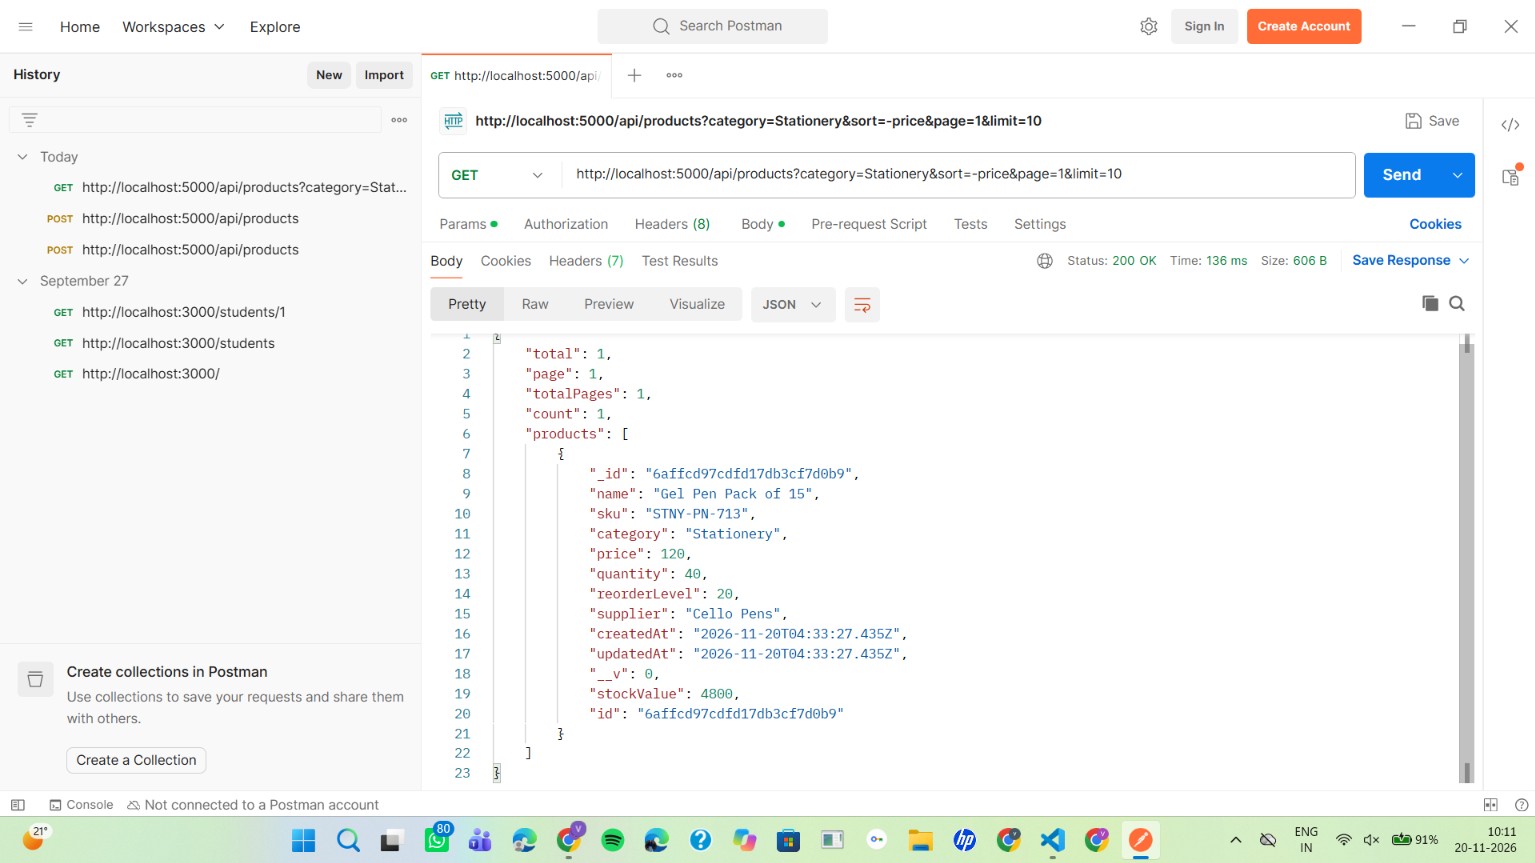 Home
Workspaces
Explore
Search Postman
Sign In
Create Account
History
New
Import
GET http://localhost:5000/api/
HTTP http://localhost:5000/api/products?category=Stationery&sort=-price&page=1&limit=10
Save
Today
GET http://localhost:5000/api/products?category=Stat...
POST http://localhost:5000/api/products
POST http://localhost:5000/api/products
September 27
GET http://localhost:3000/students/1
GET http://localhost:3000/students
GET http://localhost:3000/
Create collections in Postman
Use collections to save your requests and share them
with others.
Create a Collection
GET
http://localhost:5000/api/products?category=Stationery&sort=-price&page=1&limit=10
Send
Params
Authorization
Headers (8)
Body
Pre-request Script
Tests
Settings
Cookies
Body
Cookies
Headers (7)
Test Results
Status: 200 OK
Time: 136 ms
Size: 606 B
Save Response
Pretty
Raw
Preview
Visualize
JSON
1 {
2 "total": 1,
3 "page": 1,
4 "totalPages": 1,
5 "count": 1,
6 "products": [
7 {
8 "_id": "6affcd97cdfd17db3cf7d0b9",
9 "name": "Gel Pen Pack of 15",
10 "sku": "STNY-PN-713",
11 "category": "Stationery",
12 "price": 120,
13 "quantity": 40,
14 "reorderLevel": 20,
15 "supplier": "Cello Pens",
16 "createdAt": "2026-11-20T04:33:27.435Z",
17 "updatedAt": "2026-11-20T04:33:27.435Z",
18 "__v": 0,
19 "stockValue": 4800,
20 "id": "6affcd97cdfd17db3cf7d0b9"
21 }
22 ]
23 }
Console
Not connected to a Postman account
21°
80
V
hp
V
V
ENG
IN
91%
10:11
20-11-2026